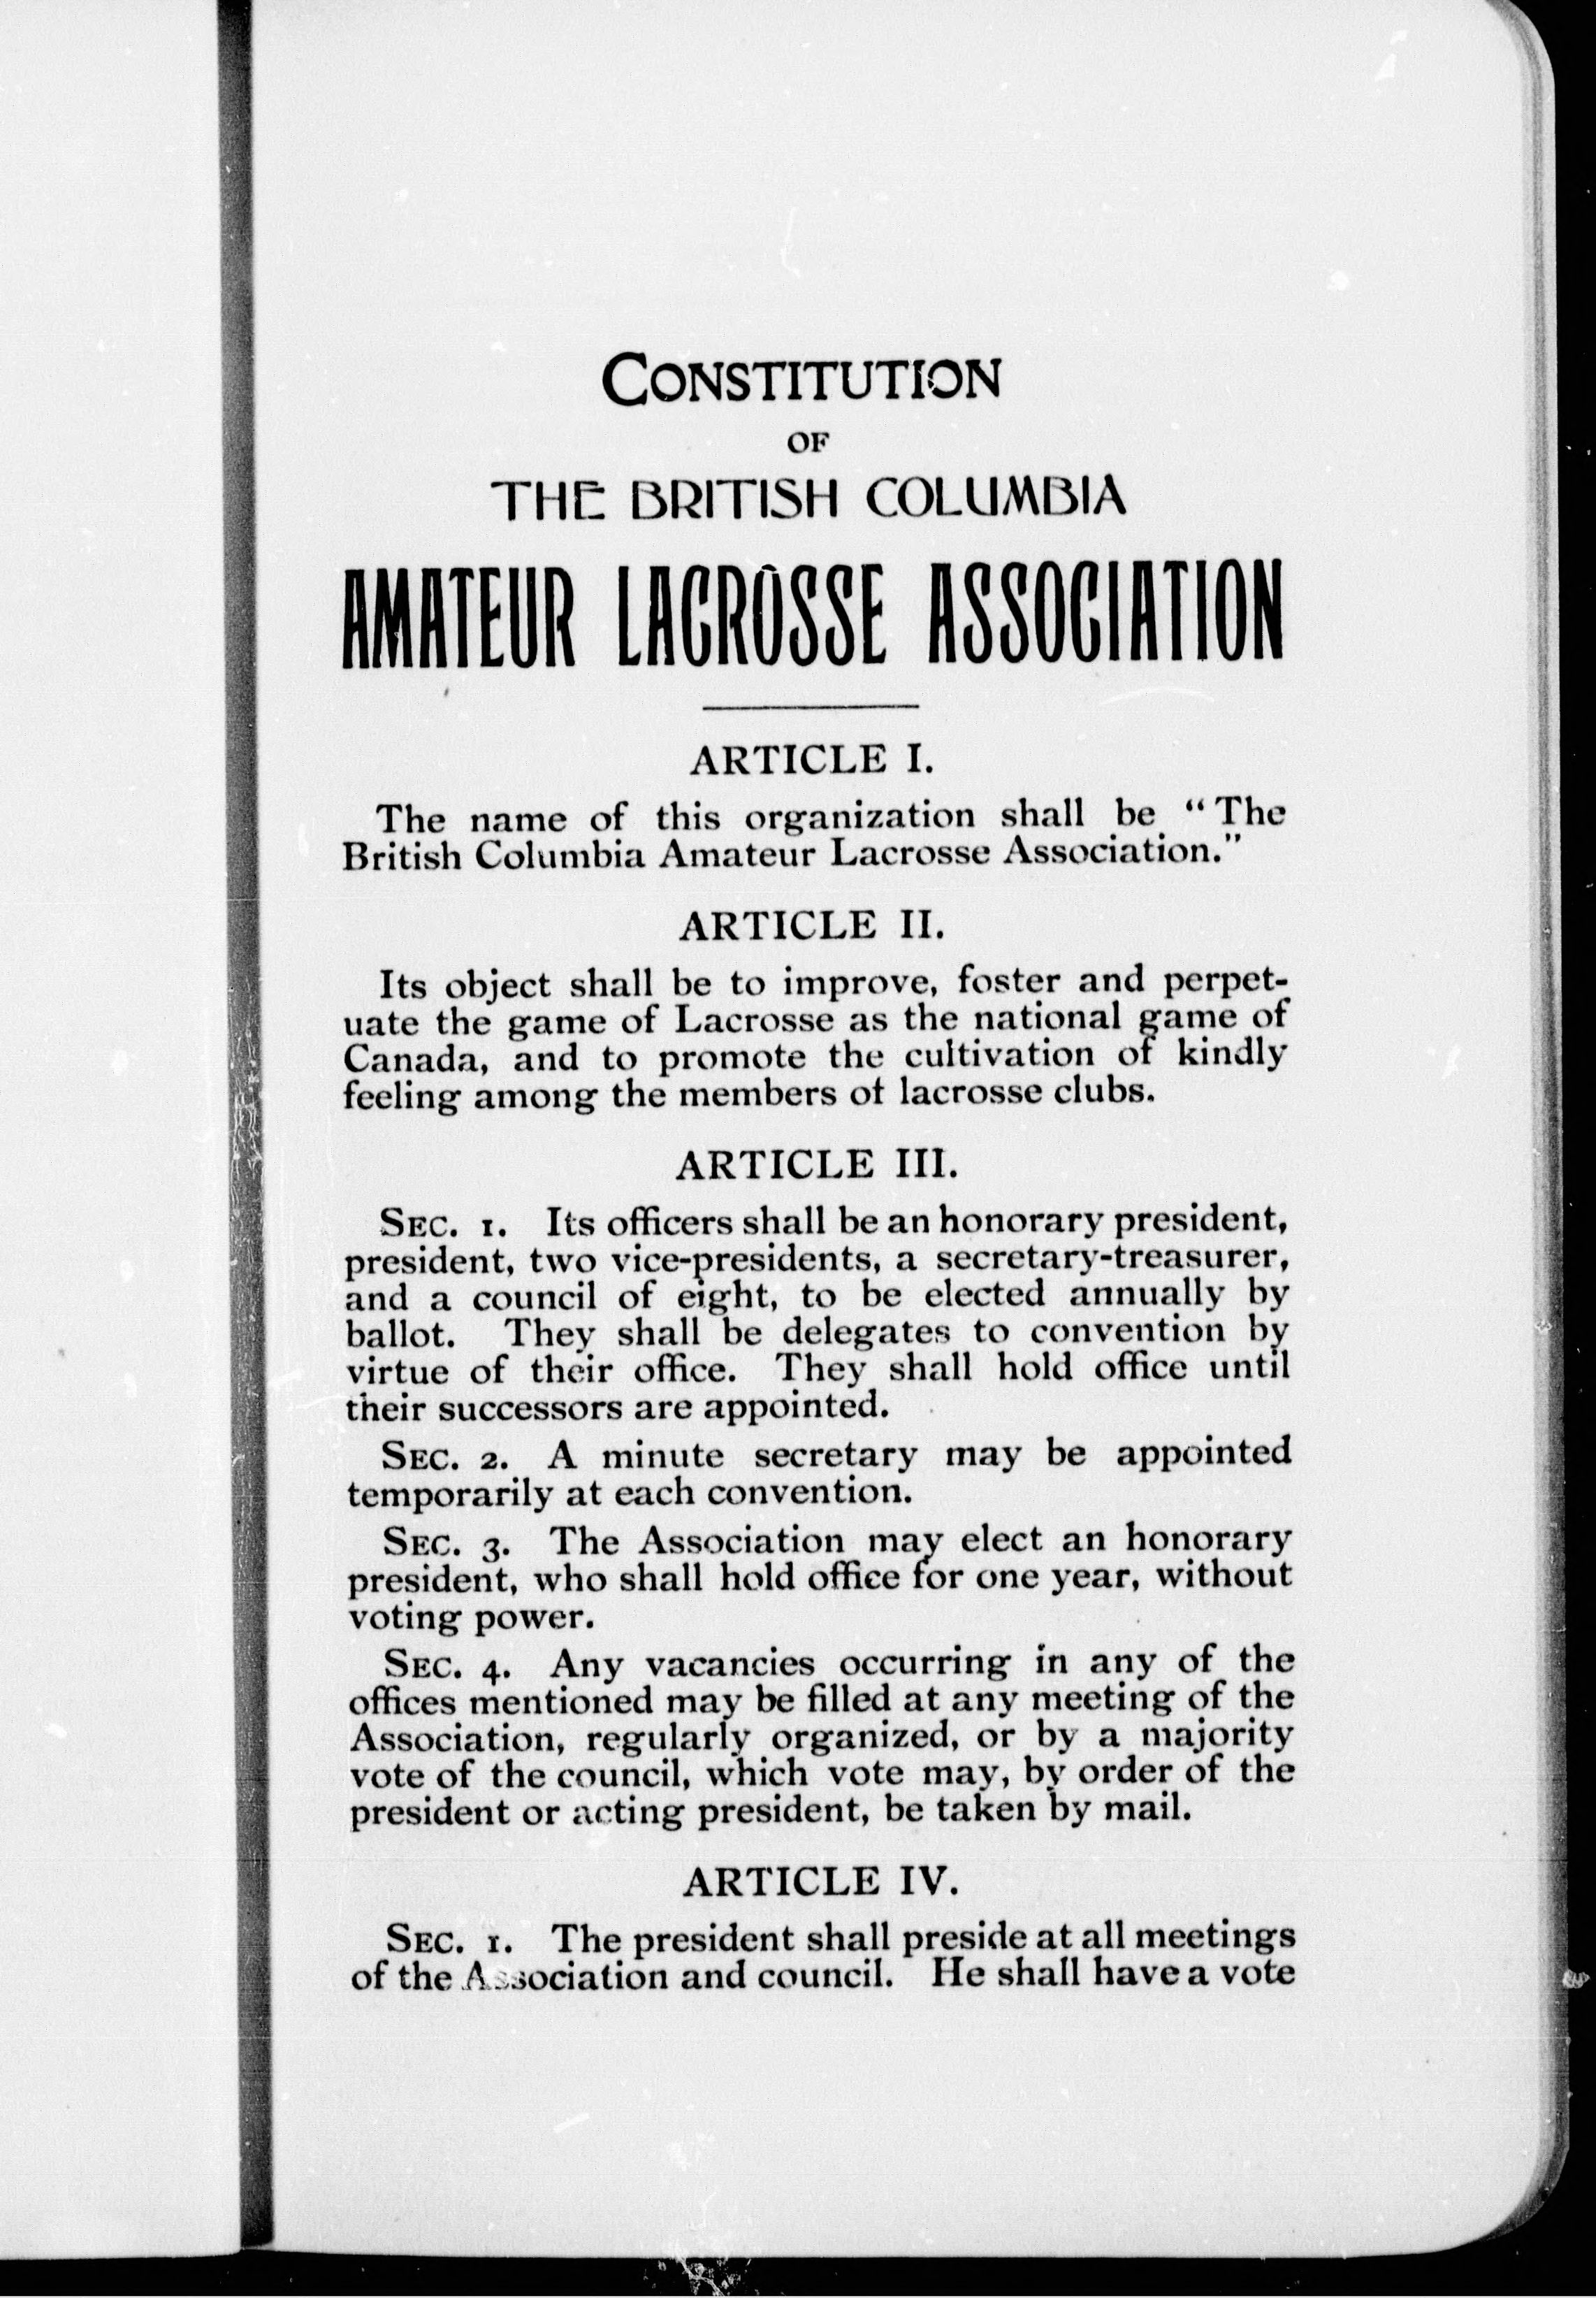 CONSTITUTION
OF
THE BRITISH COLUMBIA
AMATEUR LACROSSE ASSOCIATION
ARTICLE I.
The name of this organization shall be “The
British Columbia Amateur Lacrosse Association.”
ARTICLE II.
Its object shall be to improve, foster and perpet-
uate the game of Lacrosse as the national game of
Canada, and to promote the cultivation of kindly
feeling among the members of lacrosse clubs.
ARTICLE III.
SEC. 1. Its officers shall be an honorary president,
president, two vice-presidents, a secretary-treasurer,
and a council of eight, to be elected annually by
ballot. They shall be delegates to convention by
virtue of their office. They shall hold office until
their successors are appointed.
SEC. 2. A minute secretary may be appointed
temporarily at each convention.
SEC. 3. The Association may elect an honorary
president, who shall hold office for one year, without
voting power.
SEC. 4. Any vacancies occurring in any of the
offices mentioned may be filled at any meeting of the
Association, regularly organized, or by a majority
vote of the council, which vote may, by order of the
president or acting president, be taken by mail.
ARTICLE IV.
SEC. 1. The president shall preside at all meetings
of the Association and council. He shall have a vote